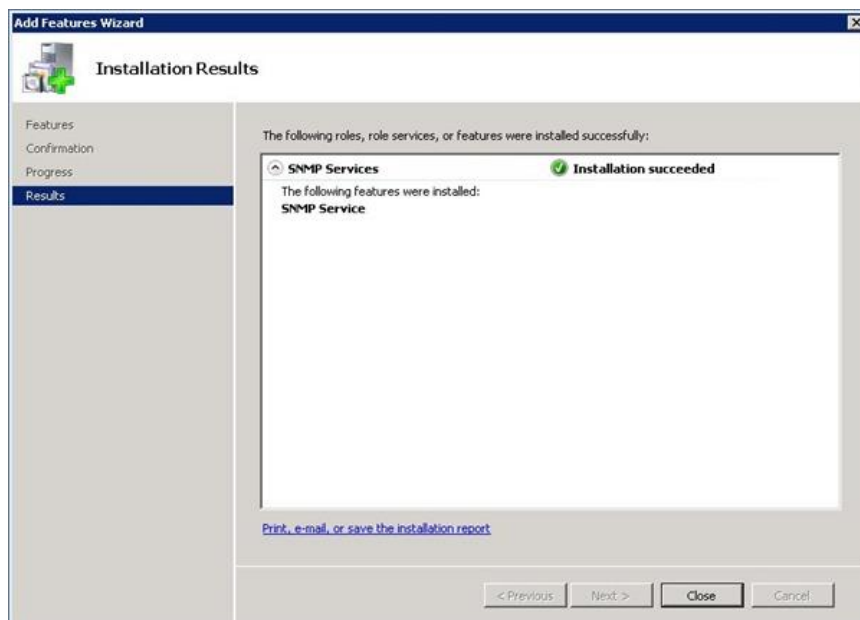 Add Features Wizard
Installation Results
Features
Confirmation
Progress
Results
The following roles, role services, or features were installed successfully:
SNMP Services Installation succeeded
The following features were installed:
SNMP Service
Print, e-mail, or save the installation report
< Previous Next > Close Cancel